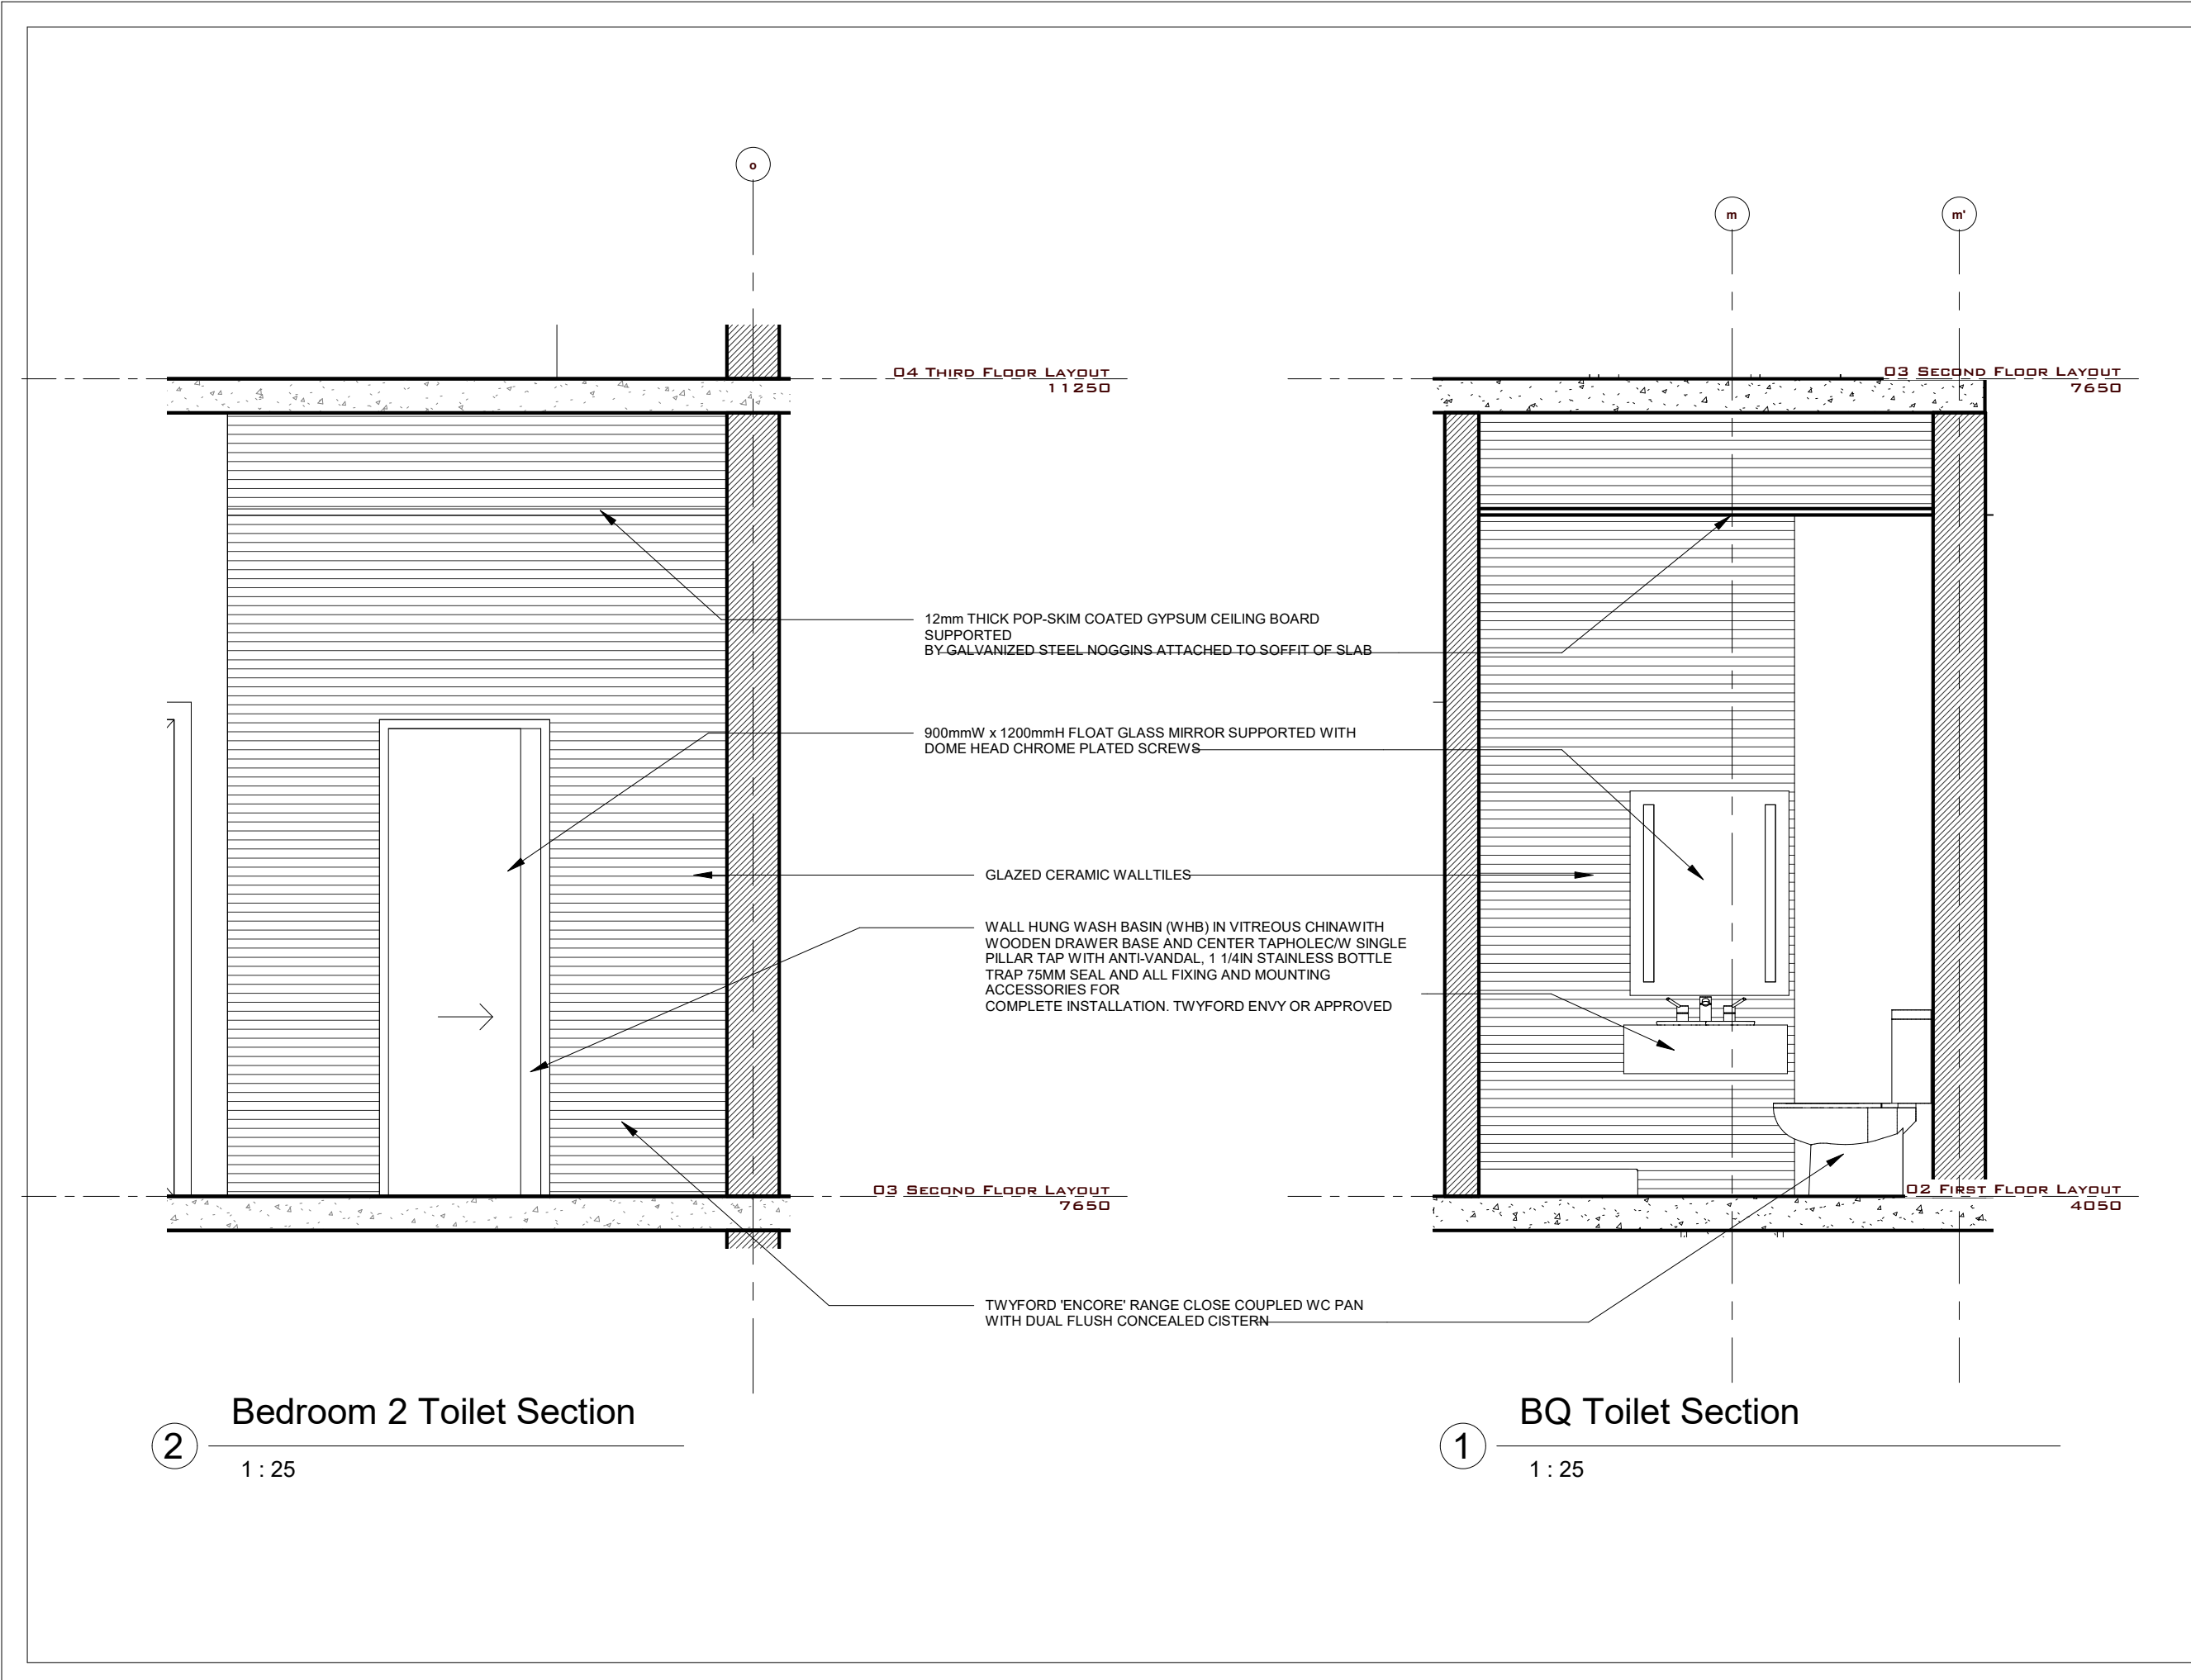 o
m
m'
04 Third Floor Layout
11250
03 Second Floor Layout
7650
12mm THICK POP-SKIM COATED GYPSUM CEILING BOARD
SUPPORTED
BY GALVANIZED STEEL NOGGINS ATTACHED TO SOFFIT OF SLAB
900mmW x 1200mmH FLOAT GLASS MIRROR SUPPORTED WITH
DOME HEAD CHROME PLATED SCREWS
GLAZED CERAMIC WALLTILES
WALL HUNG WASH BASIN (WHB) IN VITREOUS CHINAWITH
WOODEN DRAWER BASE AND CENTER TAPHOLEC/W SINGLE
PILLAR TAP WITH ANTI-VANDAL, 1 1/4IN STAINLESS BOTTLE
TRAP 75MM SEAL AND ALL FIXING AND MOUNTING
ACCESSORIES FOR
COMPLETE INSTALLATION. TWYFORD ENVY OR APPROVED
03 Second Floor Layout
7650
02 First Floor Layout
4050
TWYFORD 'ENCORE' RANGE CLOSE COUPLED WC PAN
WITH DUAL FLUSH CONCEALED CISTERN
2
Bedroom 2 Toilet Section
1 : 25
1
BQ Toilet Section
1 : 25